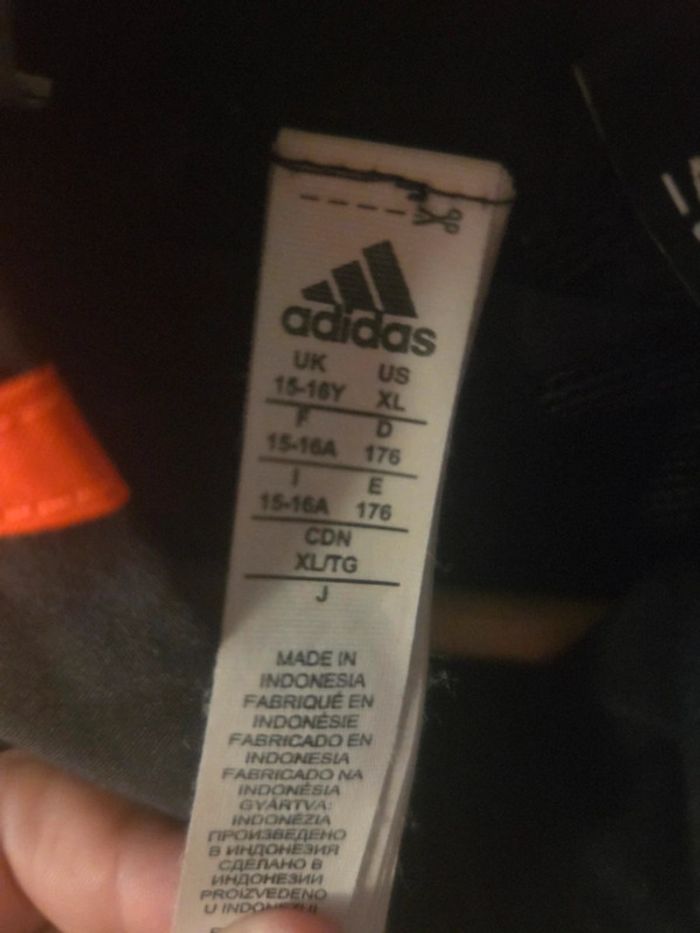 adidas
UK US
15-16Y XL
F D
15-16A 176
I E
15-16A 176
CDN
XL/TG
J
MADE IN
INDONESIA
FABRIQUÉ EN
INDONÉSIE
FABRICADO EN
INDONESIA
FABRICADO NA
INDONÉSIA
GYÁRTVA:
INDONÉZIA
ПРОИЗВЕДЕНО
В ИНДОНЕЗИЯ
СДЕЛАНО В
ИНДОНЕЗИИ
PROIZVEDENO
U